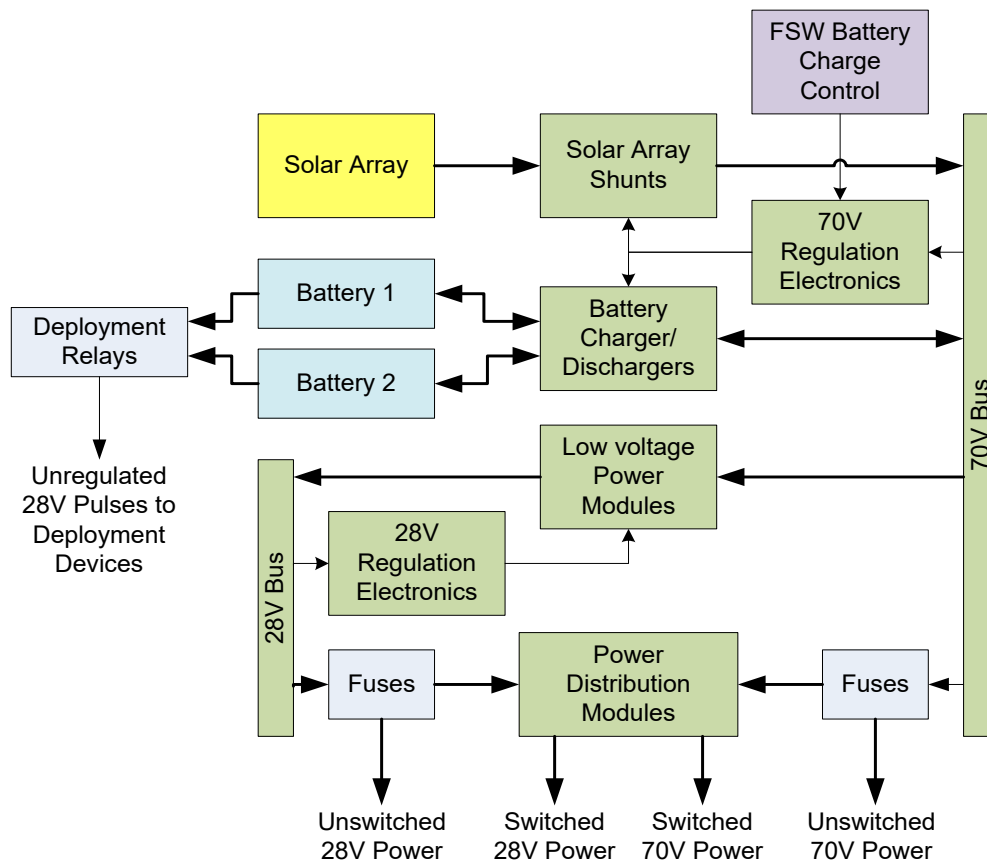 FSW Battery
Charge
Control
Solar Array
Solar Array
Shunts
70V
Regulation
Electronics
Battery 1
Battery
Charger/
Dischargers
Deployment
Relays
Battery 2
70V Bus
Unregulated
28V Pulses to
Deployment
Devices
Low voltage
Power
Modules
28V
Regulation
Electronics
28V Bus
Fuses
Power
Distribution
Modules
Fuses
Unswitched
28V Power
Switched
28V Power
Switched
70V Power
Unswitched
70V Power